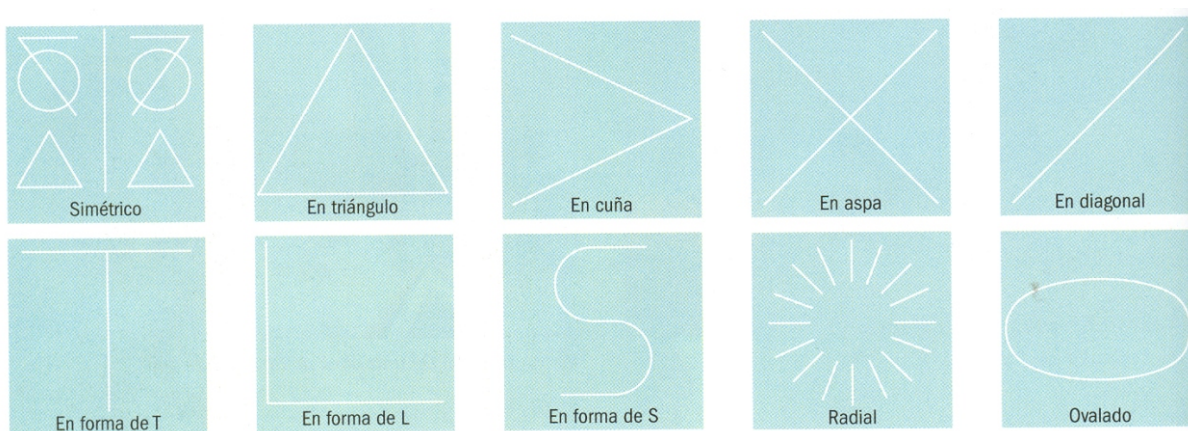 Simétrico
En triángulo
En cuña
En aspa
En diagonal
En forma de T
En forma de L
En forma de S
Radial
Ovalado